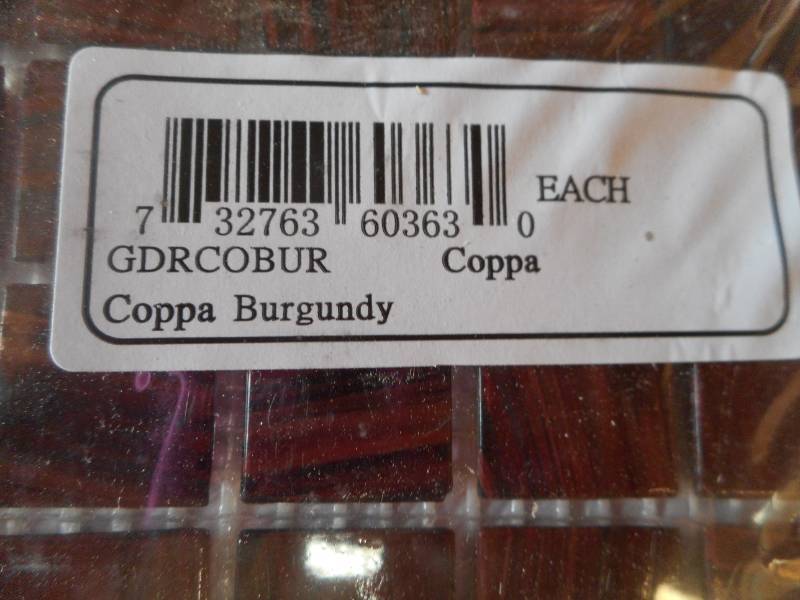 EACH
7 32763 60363 0
GDRCOBUR Coppa
Coppa Burgundy